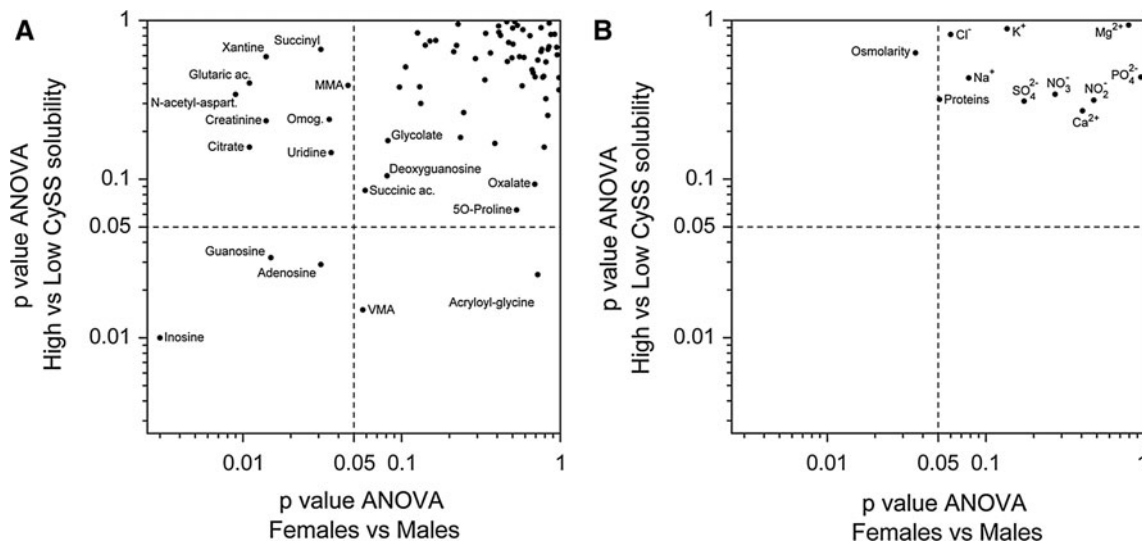 A
p value ANOVA
High vs Low CySS solubility
1
0.1
0.05
0.01
Xantine
Succinyl
Glutaric ac.
MMA
N-acetyl-aspart.
Creatinine
Omog.
Citrate
Uridine
Glycolate
Deoxyguanosine
Succinic ac.
Oxalate
5O-Proline
Guanosine
Adenosine
VMA
Acryloyl-glycine
Inosine
0.01
0.05
0.1
1
p value ANOVA
Females vs Males
B
p value ANOVA
High vs Low CySS solubility
1
0.1
0.05
0.01
Osmolarity
Cl⁻
K⁺
Mg²⁺
Na⁺
Proteins
SO₄²⁻
NO₃⁻
NO₂⁻
PO₄²⁻
Ca²⁺
0.01
0.05
0.1
1
p value ANOVA
Females vs Males